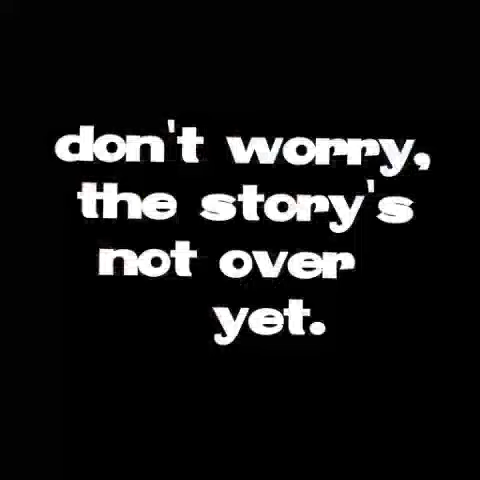 don't worry,
the story's
not over
yet.